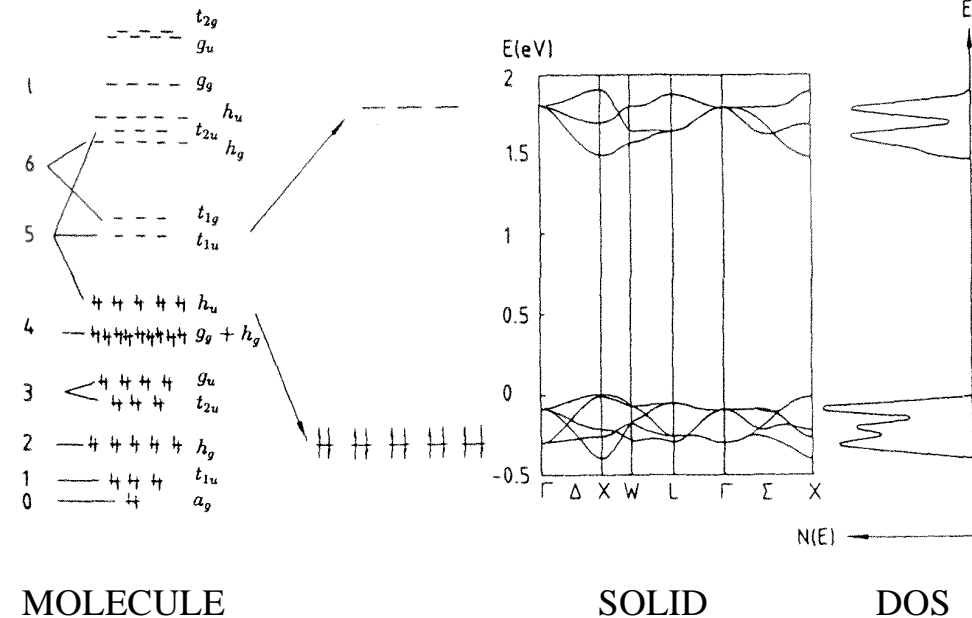 t2g
gu
1
gg
hu
t2u
6
hg
t1g
5
t1u
hu
4
gg + hg
gu
3
t2u
2
hg
1
t1u
0
ag
E(eV)
2
1.5
1
0.5
0
-0.5
Γ Δ X W L Γ Σ X
E
N(E)
MOLECULE SOLID DOS